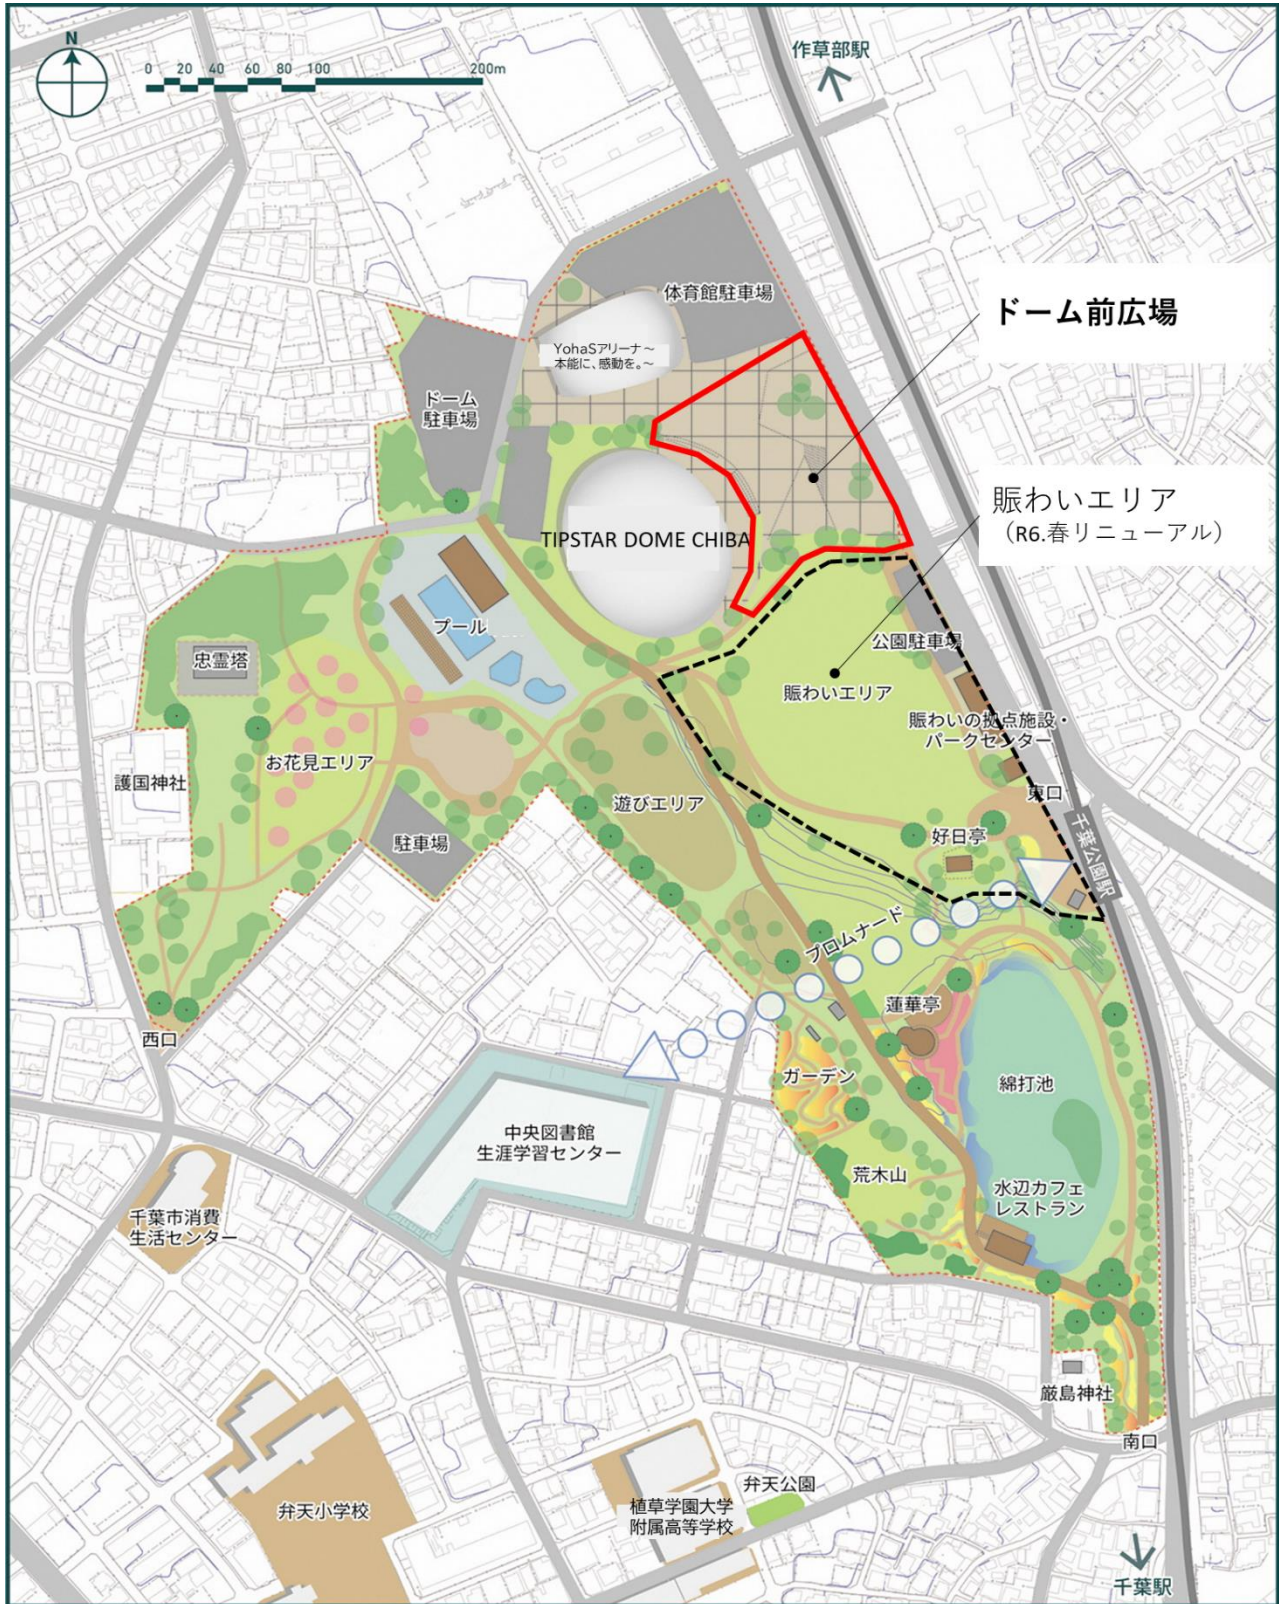 N
0 20 40 60 80 100 200m
作草部駅
体育館駐車場
ドーム前広場
YohaSアリーナ～
本能に、感動を。～
ドーム
駐車場
賑わいエリア
（R6.春リニューアル）
TIPSTAR DOME CHIBA
プール
公園駐車場
忠霊塔
賑わいエリア
賑わいの拠点施設・
パークセンター
お花見エリア
護国神社
遊びエリア
東口
千葉公園駅
駐車場
好日亭
プロムナード
蓮華亭
西口
ガーデン
綿打池
中央図書館
生涯学習センター
荒木山
水辺カフェ
レストラン
千葉市消費
生活センター
厳島神社
南口
弁天公園
弁天小学校
植草学園大学
附属高等学校
千葉駅